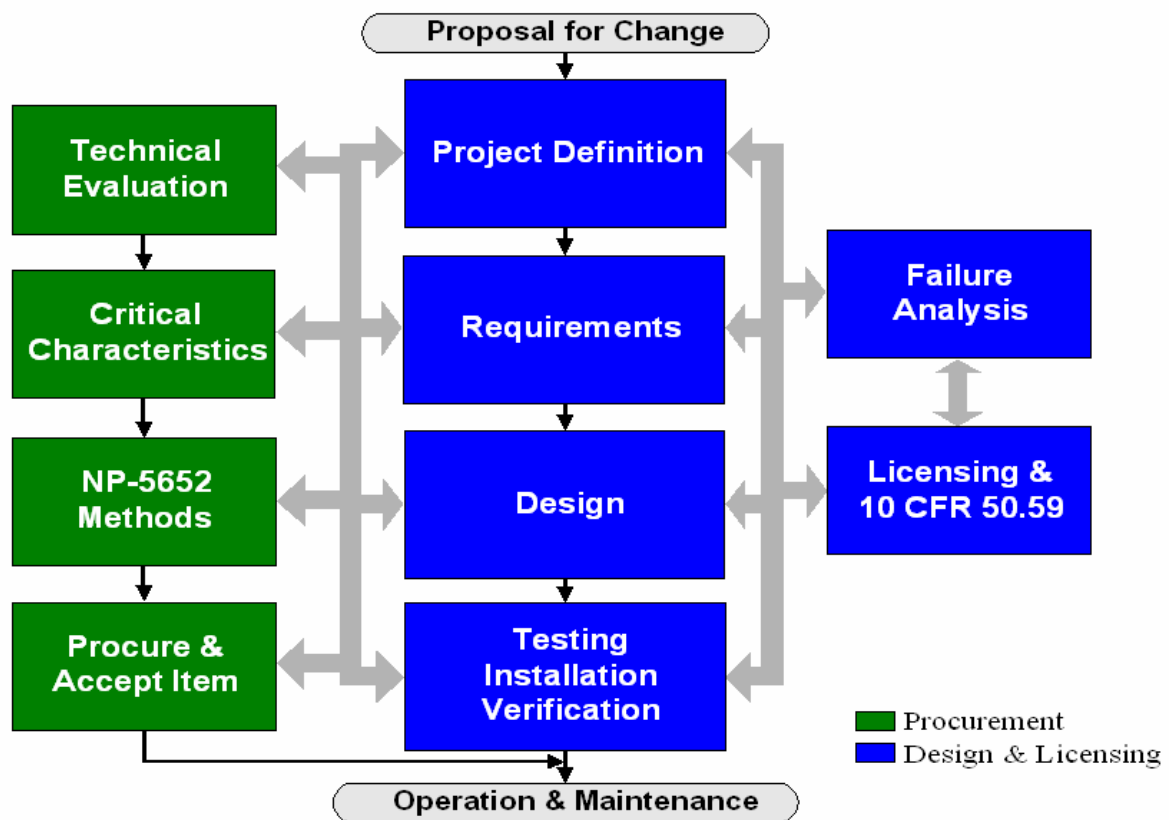 Proposal for Change
Technical
Evaluation
Critical
Characteristics
NP-5652
Methods
Procure &
Accept Item
Project Definition
Requirements
Design
Testing
Installation
Verification
Failure
Analysis
Licensing &
10 CFR 50.59
Procurement
Design & Licensing
Operation & Maintenance